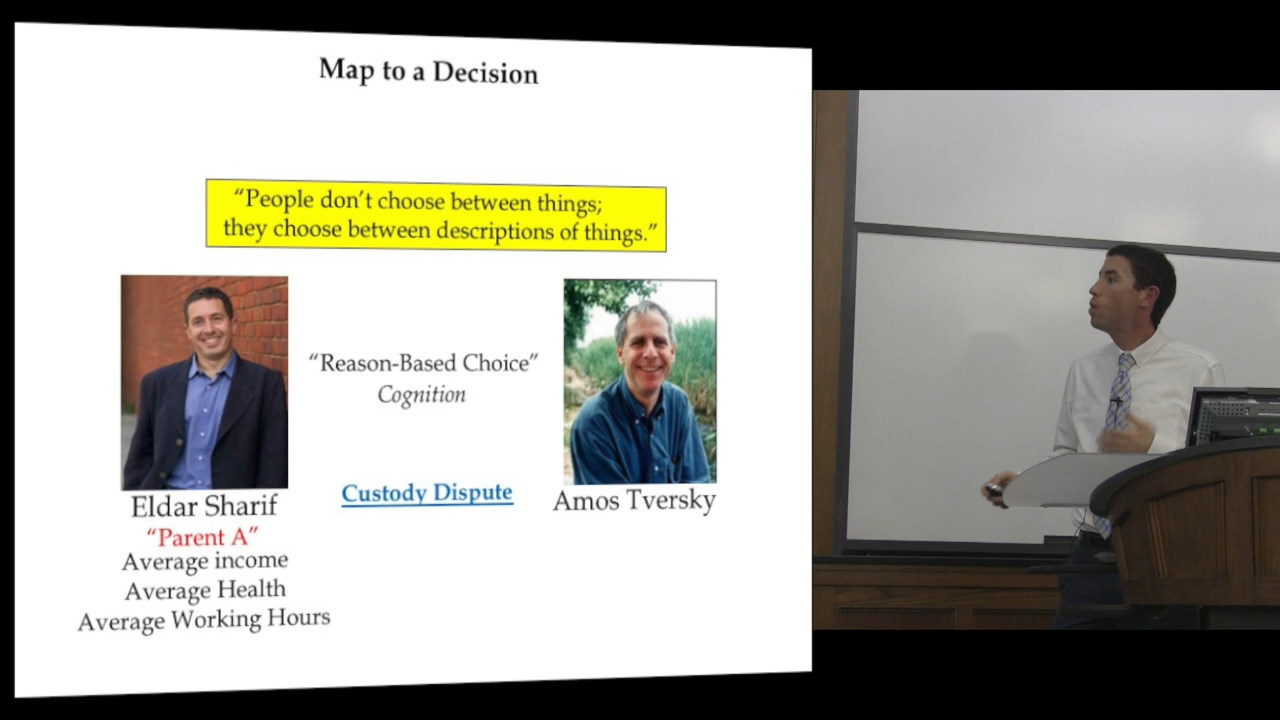 Map to a Decision
“People don’t choose between things;
they choose between descriptions of things.”
“Reason-Based Choice”
Cognition
Custody Dispute
Eldar Sharif
“Parent A”
Average income
Average Health
Average Working Hours
Amos Tversky